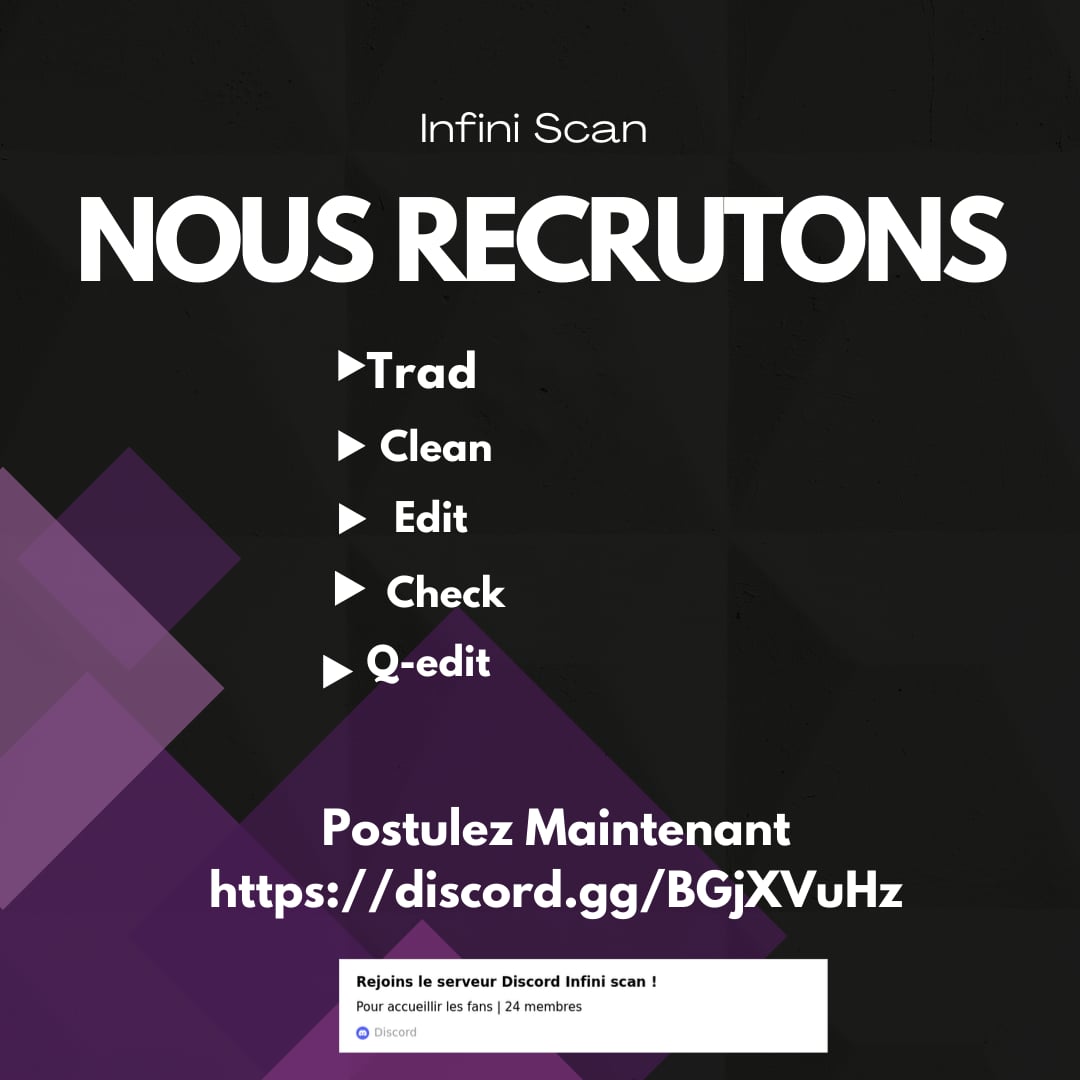 Infini Scan
NOUS RECRUTONS
Trad
Clean
Edit
Check
Q-edit
Postulez Maintenant
https://discord.gg/BGjXVuHz
Rejoins le serveur Discord Infini scan !
Pour accueillir les fans | 24 membres
Discord